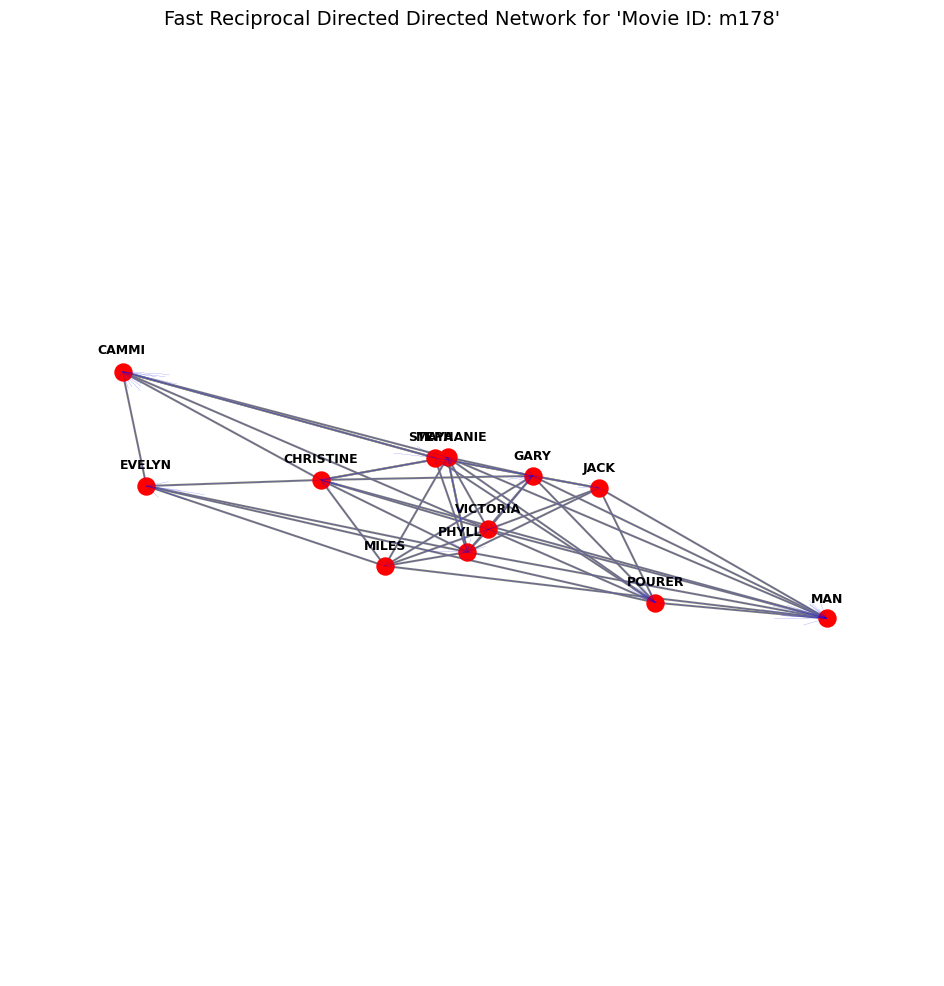 Fast Reciprocal Directed Directed Network for 'Movie ID: m178'
CAMMI
STEPHANIE
GARY
CHRISTINE
EVELYN
JACK
VICTORIA
PHYLLIS
MILES
POURER
MAN